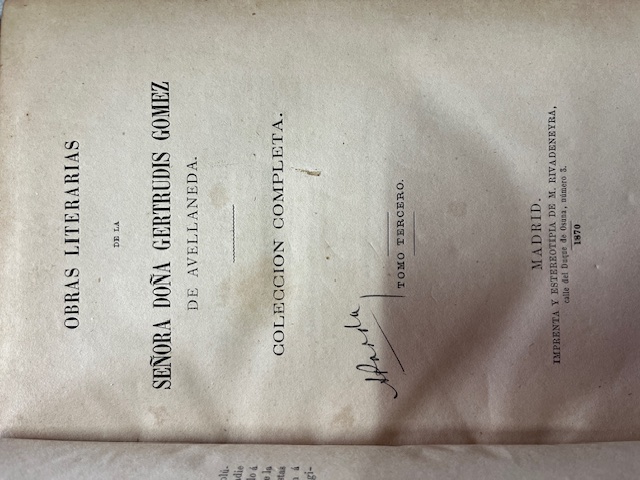 OBRAS LITERARIAS
DE LA
SEÑORA DOÑA GERTRUDIS GOMEZ
DE AVELLANEDA.
COLECCION COMPLETA.
TOMO TERCERO.
MADRID.
IMPRENTA Y ESTEREOTIPIA DE M. RIVADENEYRA,
calle del Duque de Osuna, número 3.
1870